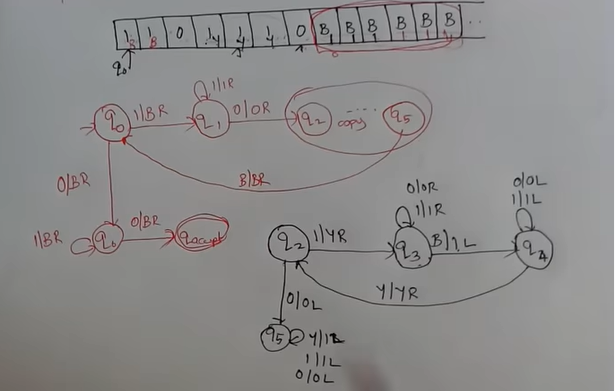 1 1 0 1 1 1 0 B B B B B B ..
q0
1/1R
q0 1/BR q1 0/0R q2 .... copy q5
B/BR
0/BR
1/BR q6 0/BR qaccept
0/0R 0/0L
1/1R 1/1L
q2 1/YR q3 B/1L q4
Y/YR
0/0L
q5 Y/1L
1/1L
0/0L